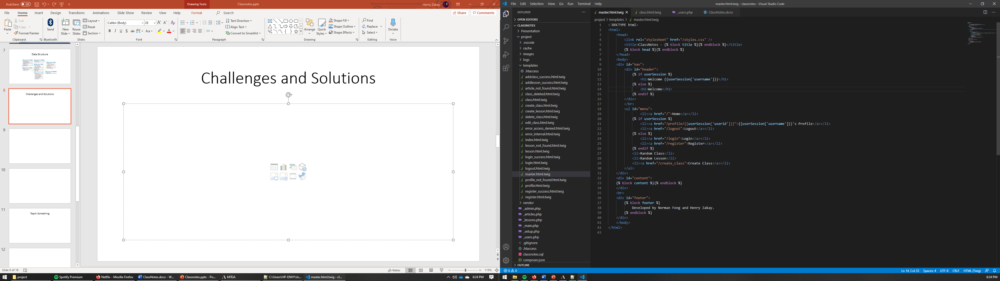 AutoSave Off
Drawing Tools
Classnotes.pptx
Henry Zakay
File Home Insert Design Transitions Animations Slide Show Review View Help Format Search
Share Comments
Paste
Cut
Copy
Format Painter
Clipboard
Send
Bluetooth
New Slide
Reuse Slides
Layout
Reset
Section
Slides
Calibri (Body) 28
Font
Text Direction
Align Text
Convert to SmartArt
Paragraph
Arrange
Quick Styles
Shape Fill
Shape Outline
Shape Effects
Drawing
Find
Replace
Select
Editing
Dictate
Voice
7
Data Structure
8
Challenges and Solutions
9
10
11
Teach Something
12
Challenges and Solutions
Slide 8 of 16
Notes
115%
project
Spotify Premium
Netflix - Mozilla Firefox
ClassNotes.docx - W...
Classnotes.pptx - Po...
MTGA
C:\Users\HP-ENVY\Jo...
master.html.twig - cl...
6:24 PM
File Edit Selection View Go Run Terminal Help
master.html.twig - classnotes - Visual Studio Code
EXPLORER
OPEN EDITORS
CLASSNOTES
Presentation
project
.vscode
cache
images
logs
templates
.htaccess
addclass_success.html.twig
addlesson_success.html.twig
article_not_found.html.twig
class_deleted.html.twig
class.html.twig
create_class.html.twig
create_lesson.html.twig
delete_class.html.twig
edit_class.html.twig
error_access_denied.html.twig
error_internal.html.twig
index.html.twig
lesson_not_found.html.twig
lesson.html.twig
login_success.html.twig
login.html.twig
logout.html.twig
master.html.twig
profile_not_found.html.twig
profile.html.twig
register_success.html.twig
register.html.twig
vendor
_admin.php
_articles.php
_lessons.php
_main.php
_setup.php
_users.php
.gitignore
.htaccess
classnotes.sql
composer.json
OUTLINE
master.html.twig class.html.twig _users.php ClassNotes.docx
project > templates > master.html.twig
1 <!DOCTYPE html>
2 <html>
3 <head>
4 <link rel="stylesheet" href="/styles.css" />
5 <title>ClassNotes - {% block title %}{% endblock %}</title>
6 {% block head %}{% endblock %}
7 </head>
8 <body>
9 <div id="nav">
10 <div id="header">
11 {% if userSession %}
12 <h1>Welcome {{userSession['username']}}</h1>
13 {% else %}
14 <h1>Welcome</h1>
15 {% endif %}
16 </div>
17 </br>
18 <ul id="menu">
19 <li><a href="/">Home</a></li>
20 {% if userSession %}
21 <li><a href="/profile/{{userSession['userid']}}">{{userSession['username']}}'s Profile</a></li>
22 <li><a href="/logout">Logout</a></li>
23 {% else %}
24 <li><a href="/login">Login</a></li>
25 <li><a href="/register">Register</a></li>
26 {% endif %}
27 <li>Random Class</li>
28 <li>Random Lesson</li>
29 <li><a href="/create_class">Create Class</a></li>
30 </ul>
31 </div>
32 <div id="content">
33 {% block content %}{% endblock %}
34 </div>
35 <br>
36 <div id="footer">
37 {% block footer %}
38 Developed by Norman Fong and Henry Zakay.
39 {% endblock %}
40 </div>
41 </body>
42 </html>
43
0 0
Ln 14, Col 33 Spaces: 4 UTF-8 CRLF HTML (Twig)
6:24 PM